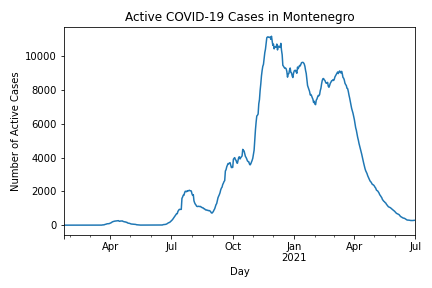 Active COVID-19 Cases in Montenegro
Number of Active Cases
10000
8000
6000
4000
2000
0
Apr Jul Oct Jan Apr Jul
2021
Day